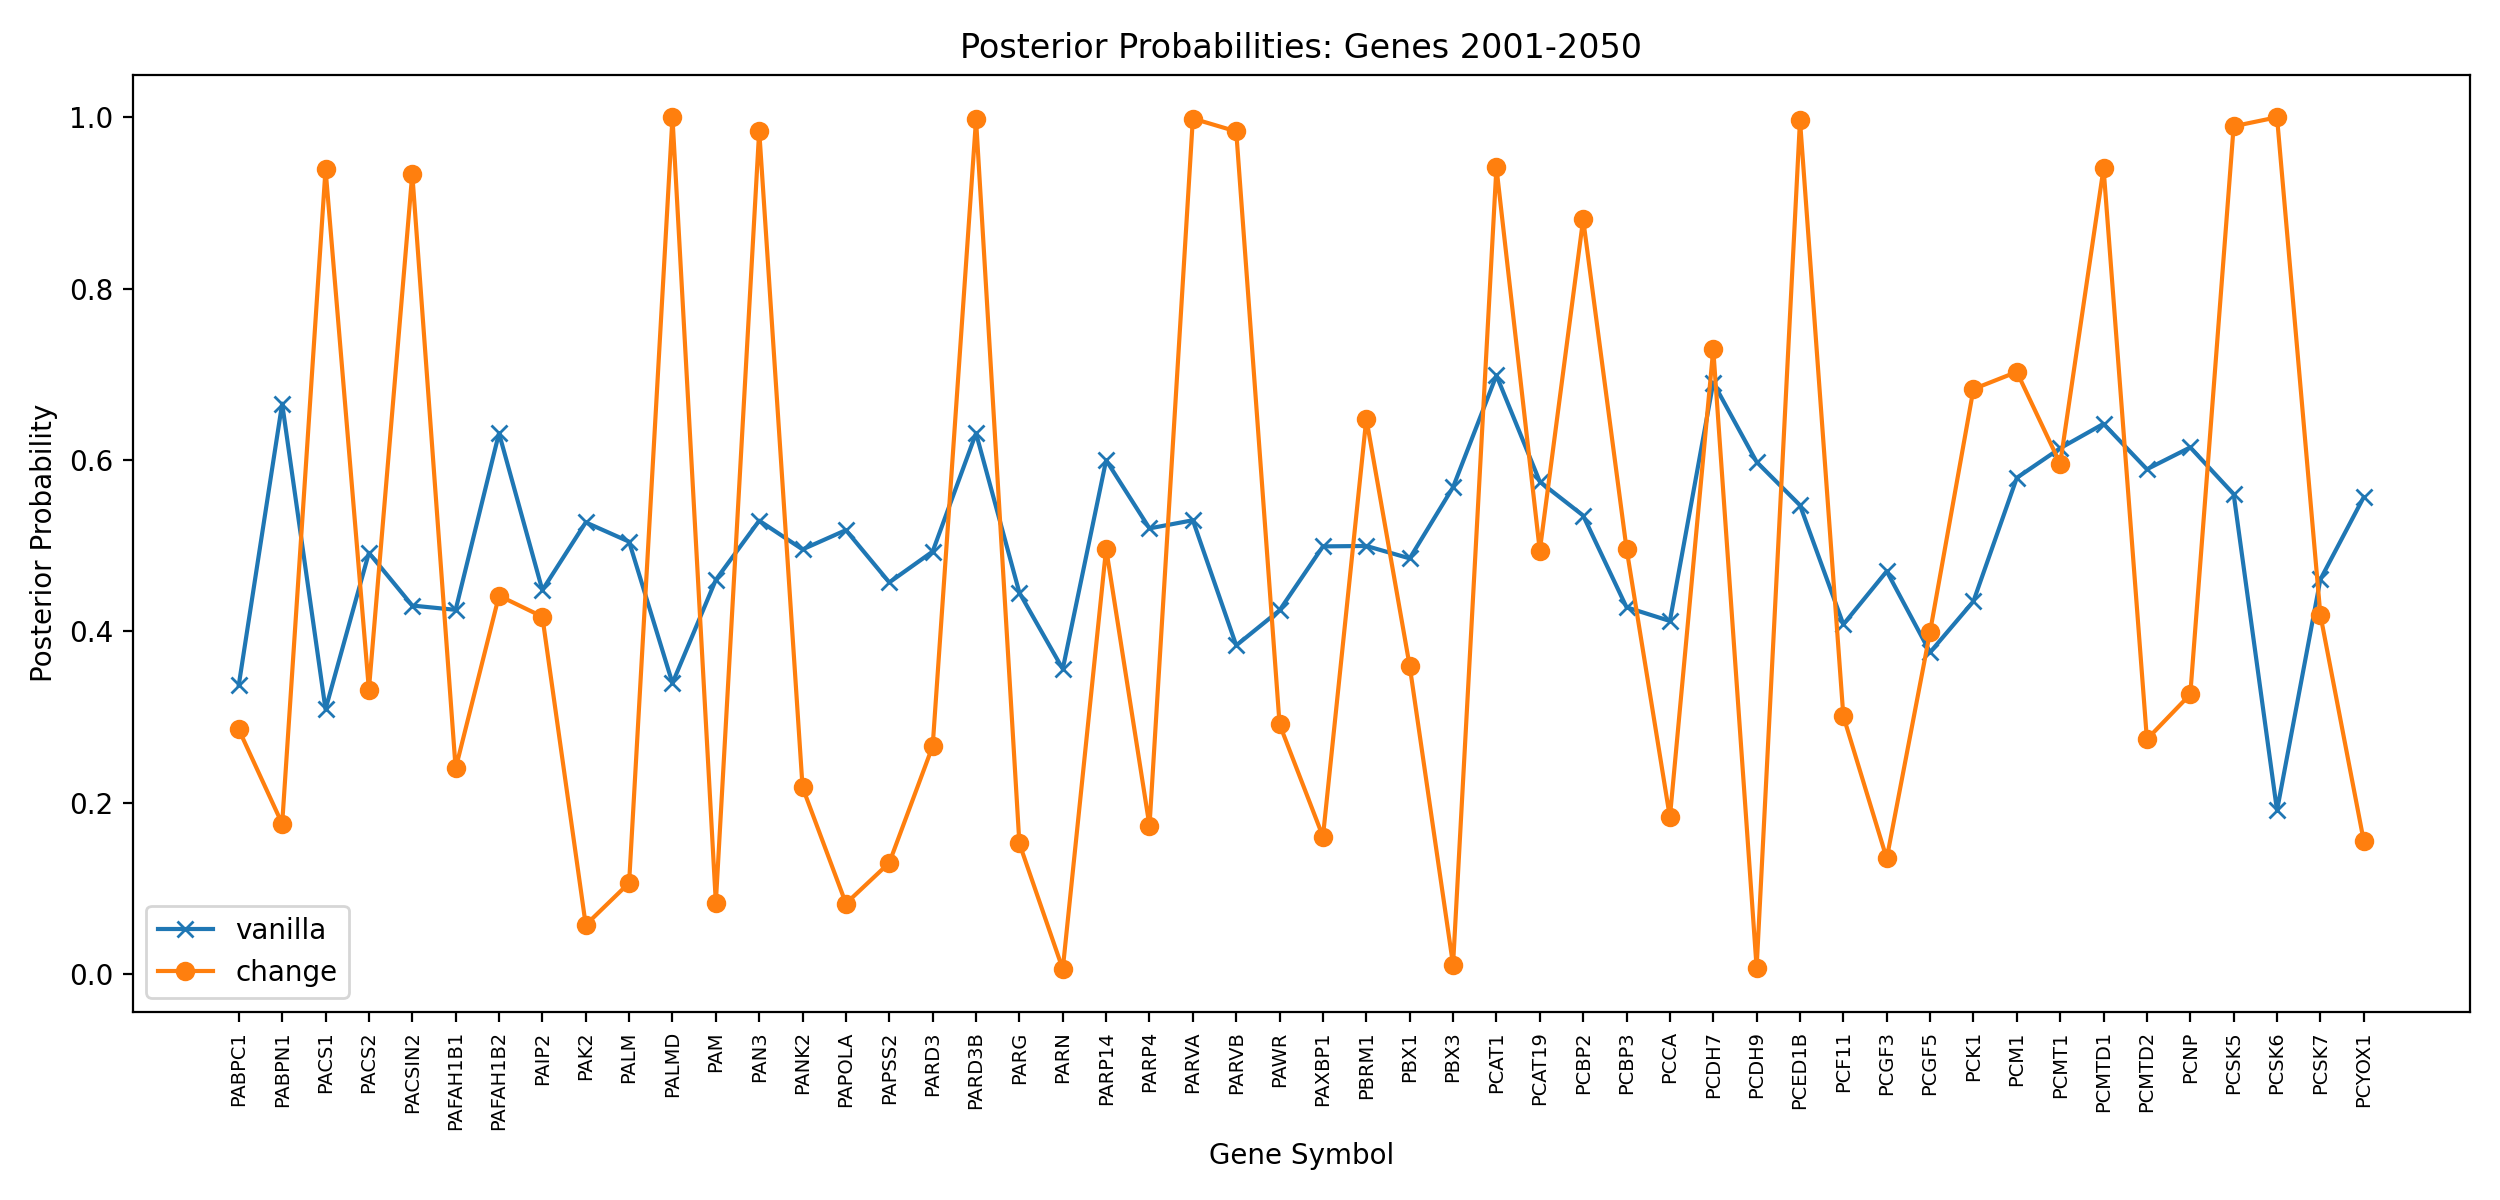 Posterior Probabilities: Genes 2001-2050
Posterior Probability
1.0
0.8
0.6
0.4
0.2
0.0
vanilla
change
PABPC1
PABPN1
PACS1
PACS2
PACSIN2
PAFAH1B1
PAFAH1B2
PAIP2
PAK2
PALM
PALMD
PAM
PAN3
PANK2
PAPOLA
PAPSS2
PARD3
PARD3B
PARG
PARN
PARP14
PARP4
PARVA
PARVB
PAWR
PAXBP1
PBRM1
PBX1
PBX3
PCAT1
PCAT19
PCBP2
PCBP3
PCCA
PCDH7
PCDH9
PCED1B
PCF11
PCGF3
PCGF5
PCK1
PCM1
PCMT1
PCMTD1
PCMTD2
PCNP
PCSK5
PCSK6
PCSK7
PCYOX1
Gene Symbol